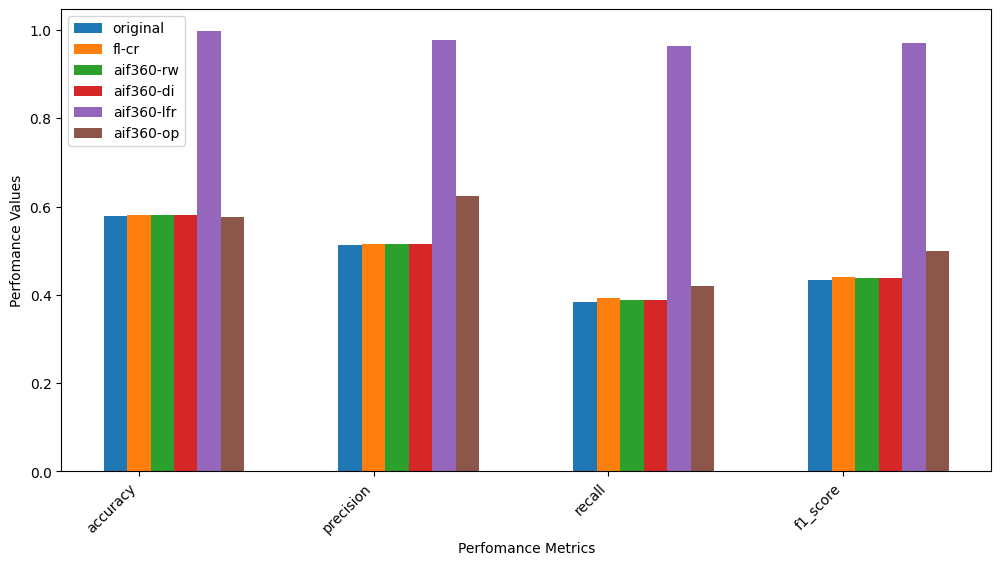 original
fl-cr
aif360-rw
aif360-di
aif360-lfr
aif360-op
1.0
0.8
0.6
0.4
0.2
0.0
Perfomance Values
accuracy
precision
recall
f1_score
Perfomance Metrics